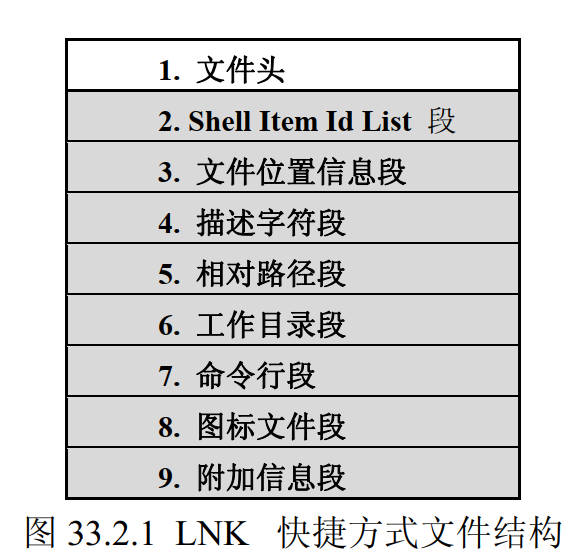 1. 文件头
2. Shell Item Id List 段
3. 文件位置信息段
4. 描述字符段
5. 相对路径段
6. 工作目录段
7. 命令行段
8. 图标文件段
9. 附加信息段
图 33.2.1 LNK 快捷方式文件结构